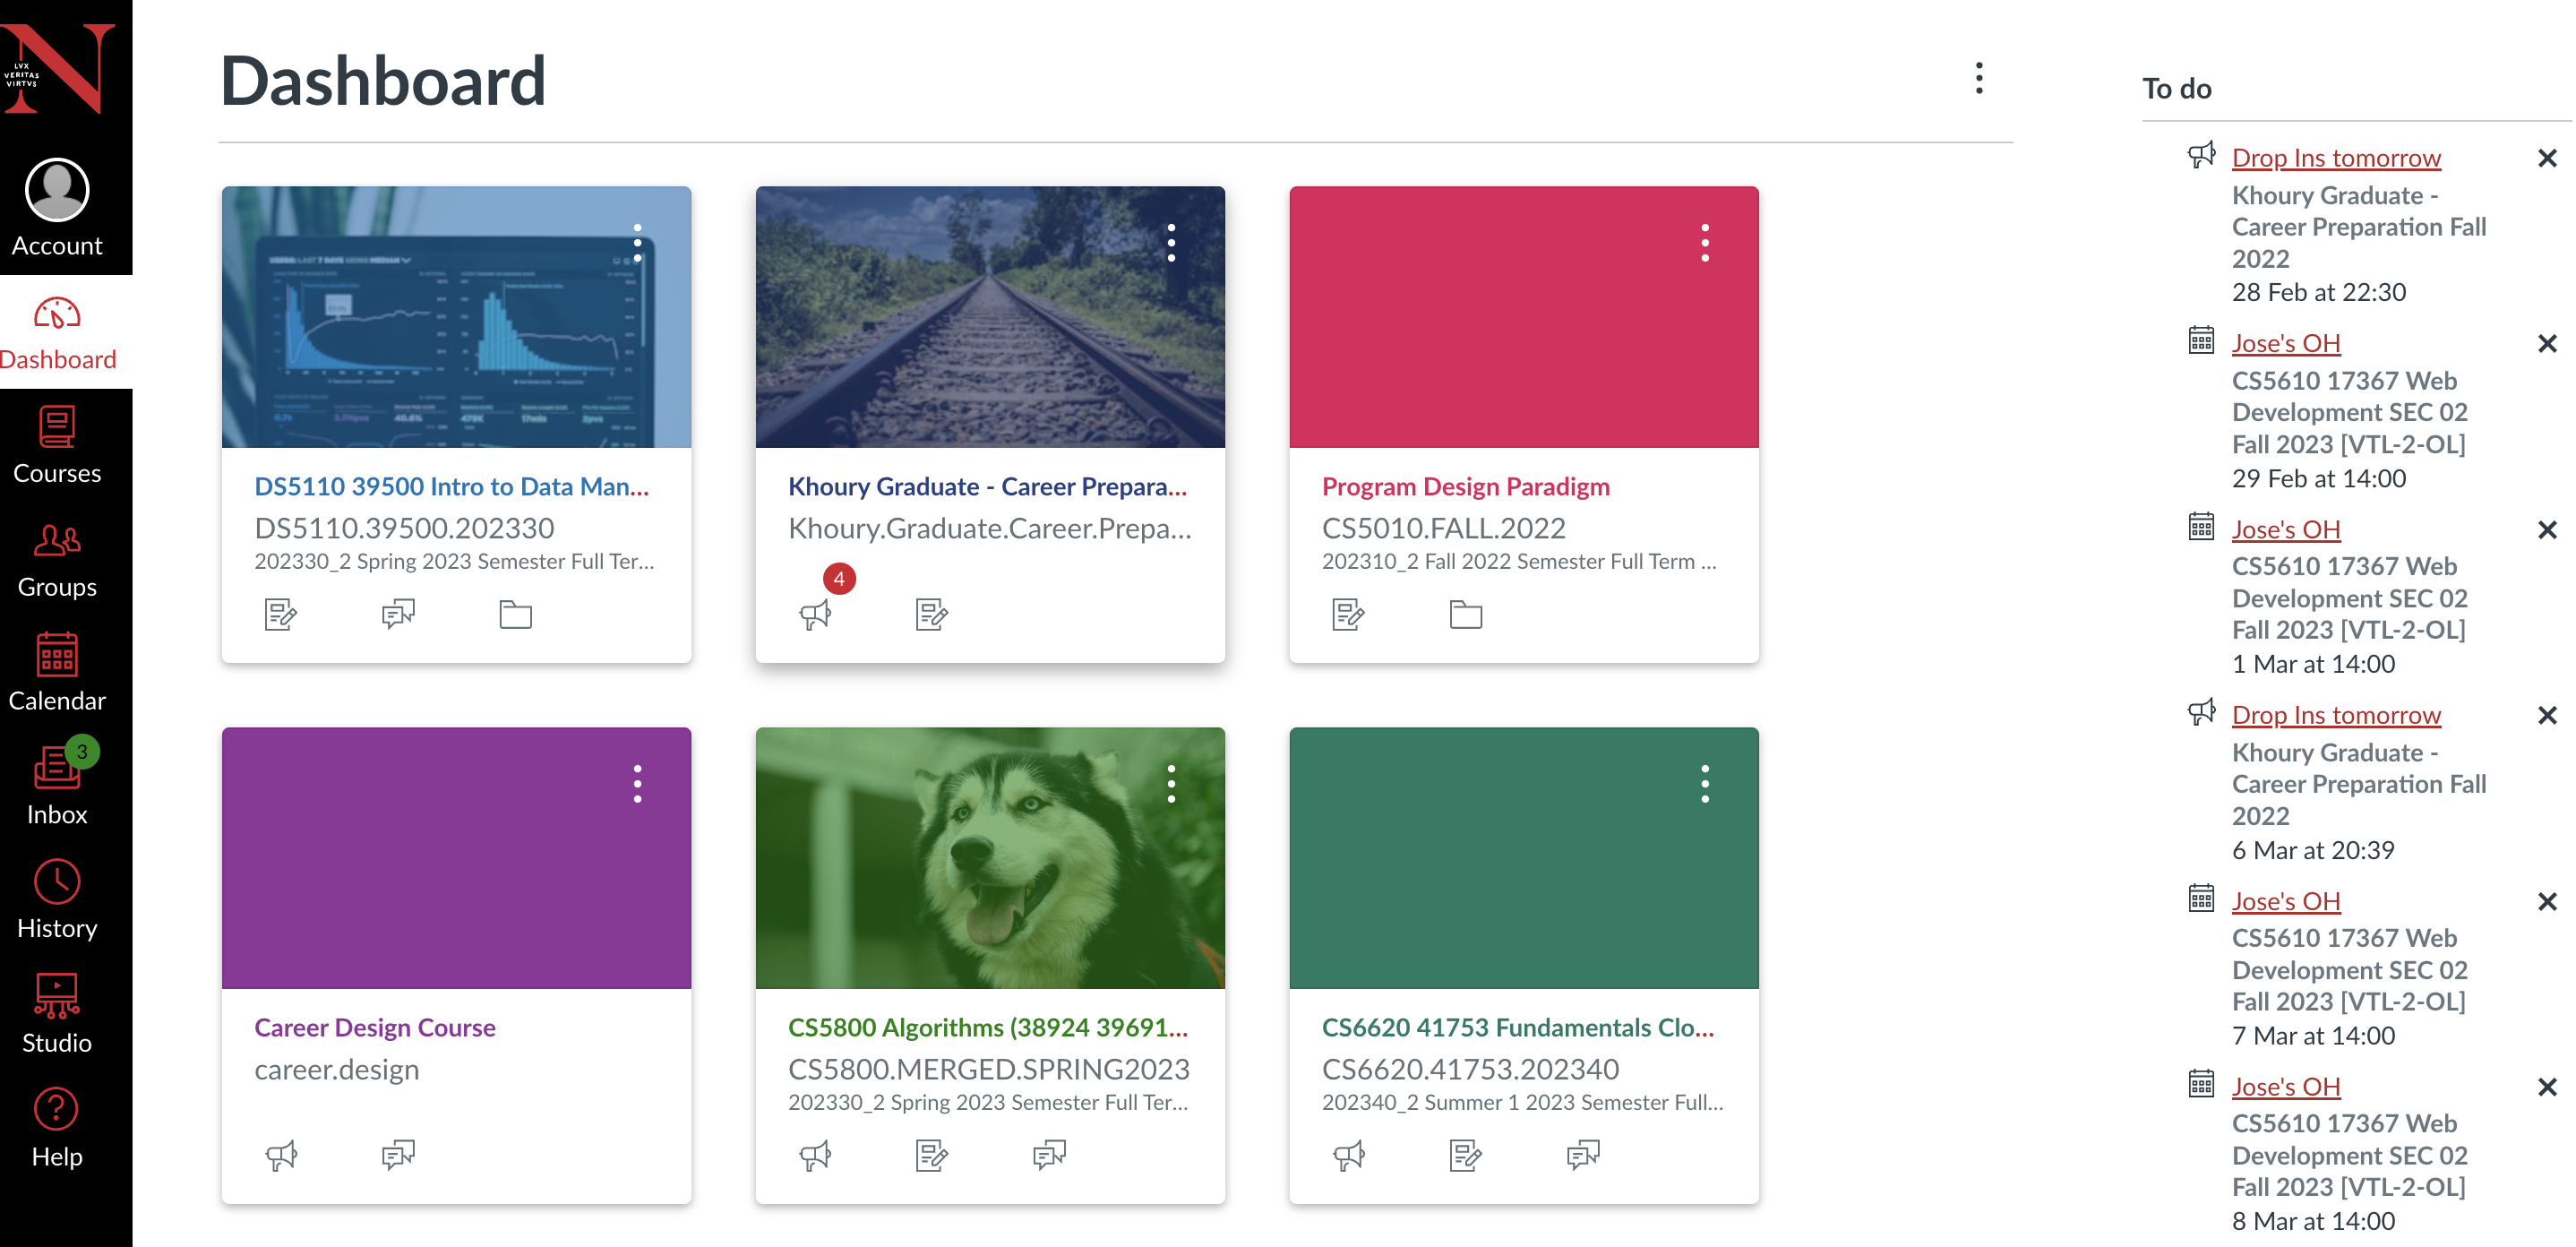 LVX
VERITAS
VIRTVS
Account
Dashboard
Courses
Groups
Calendar
3
Inbox
History
Studio
Help
Dashboard
USERS: LAST 7 DAYS USING MEDIAN
DS5110 39500 Intro to Data Man...
DS5110.39500.202330
202330_2 Spring 2023 Semester Full Ter...
Khoury Graduate - Career Prepara...
Khoury.Graduate.Career.Prepa...
4
Program Design Paradigm
CS5010.FALL.2022
202310_2 Fall 2022 Semester Full Term ...
Career Design Course
career.design
CS5800 Algorithms (38924 39691...
CS5800.MERGED.SPRING2023
202330_2 Spring 2023 Semester Full Ter...
CS6620 41753 Fundamentals Clo...
CS6620.41753.202340
202340_2 Summer 1 2023 Semester Full...
To do
Drop Ins tomorrow
Khoury Graduate -
Career Preparation Fall
2022
28 Feb at 22:30
Jose's OH
CS5610 17367 Web
Development SEC 02
Fall 2023 [VTL-2-OL]
29 Feb at 14:00
Jose's OH
CS5610 17367 Web
Development SEC 02
Fall 2023 [VTL-2-OL]
1 Mar at 14:00
Drop Ins tomorrow
Khoury Graduate -
Career Preparation Fall
2022
6 Mar at 20:39
Jose's OH
CS5610 17367 Web
Development SEC 02
Fall 2023 [VTL-2-OL]
7 Mar at 14:00
Jose's OH
CS5610 17367 Web
Development SEC 02
Fall 2023 [VTL-2-OL]
8 Mar at 14:00